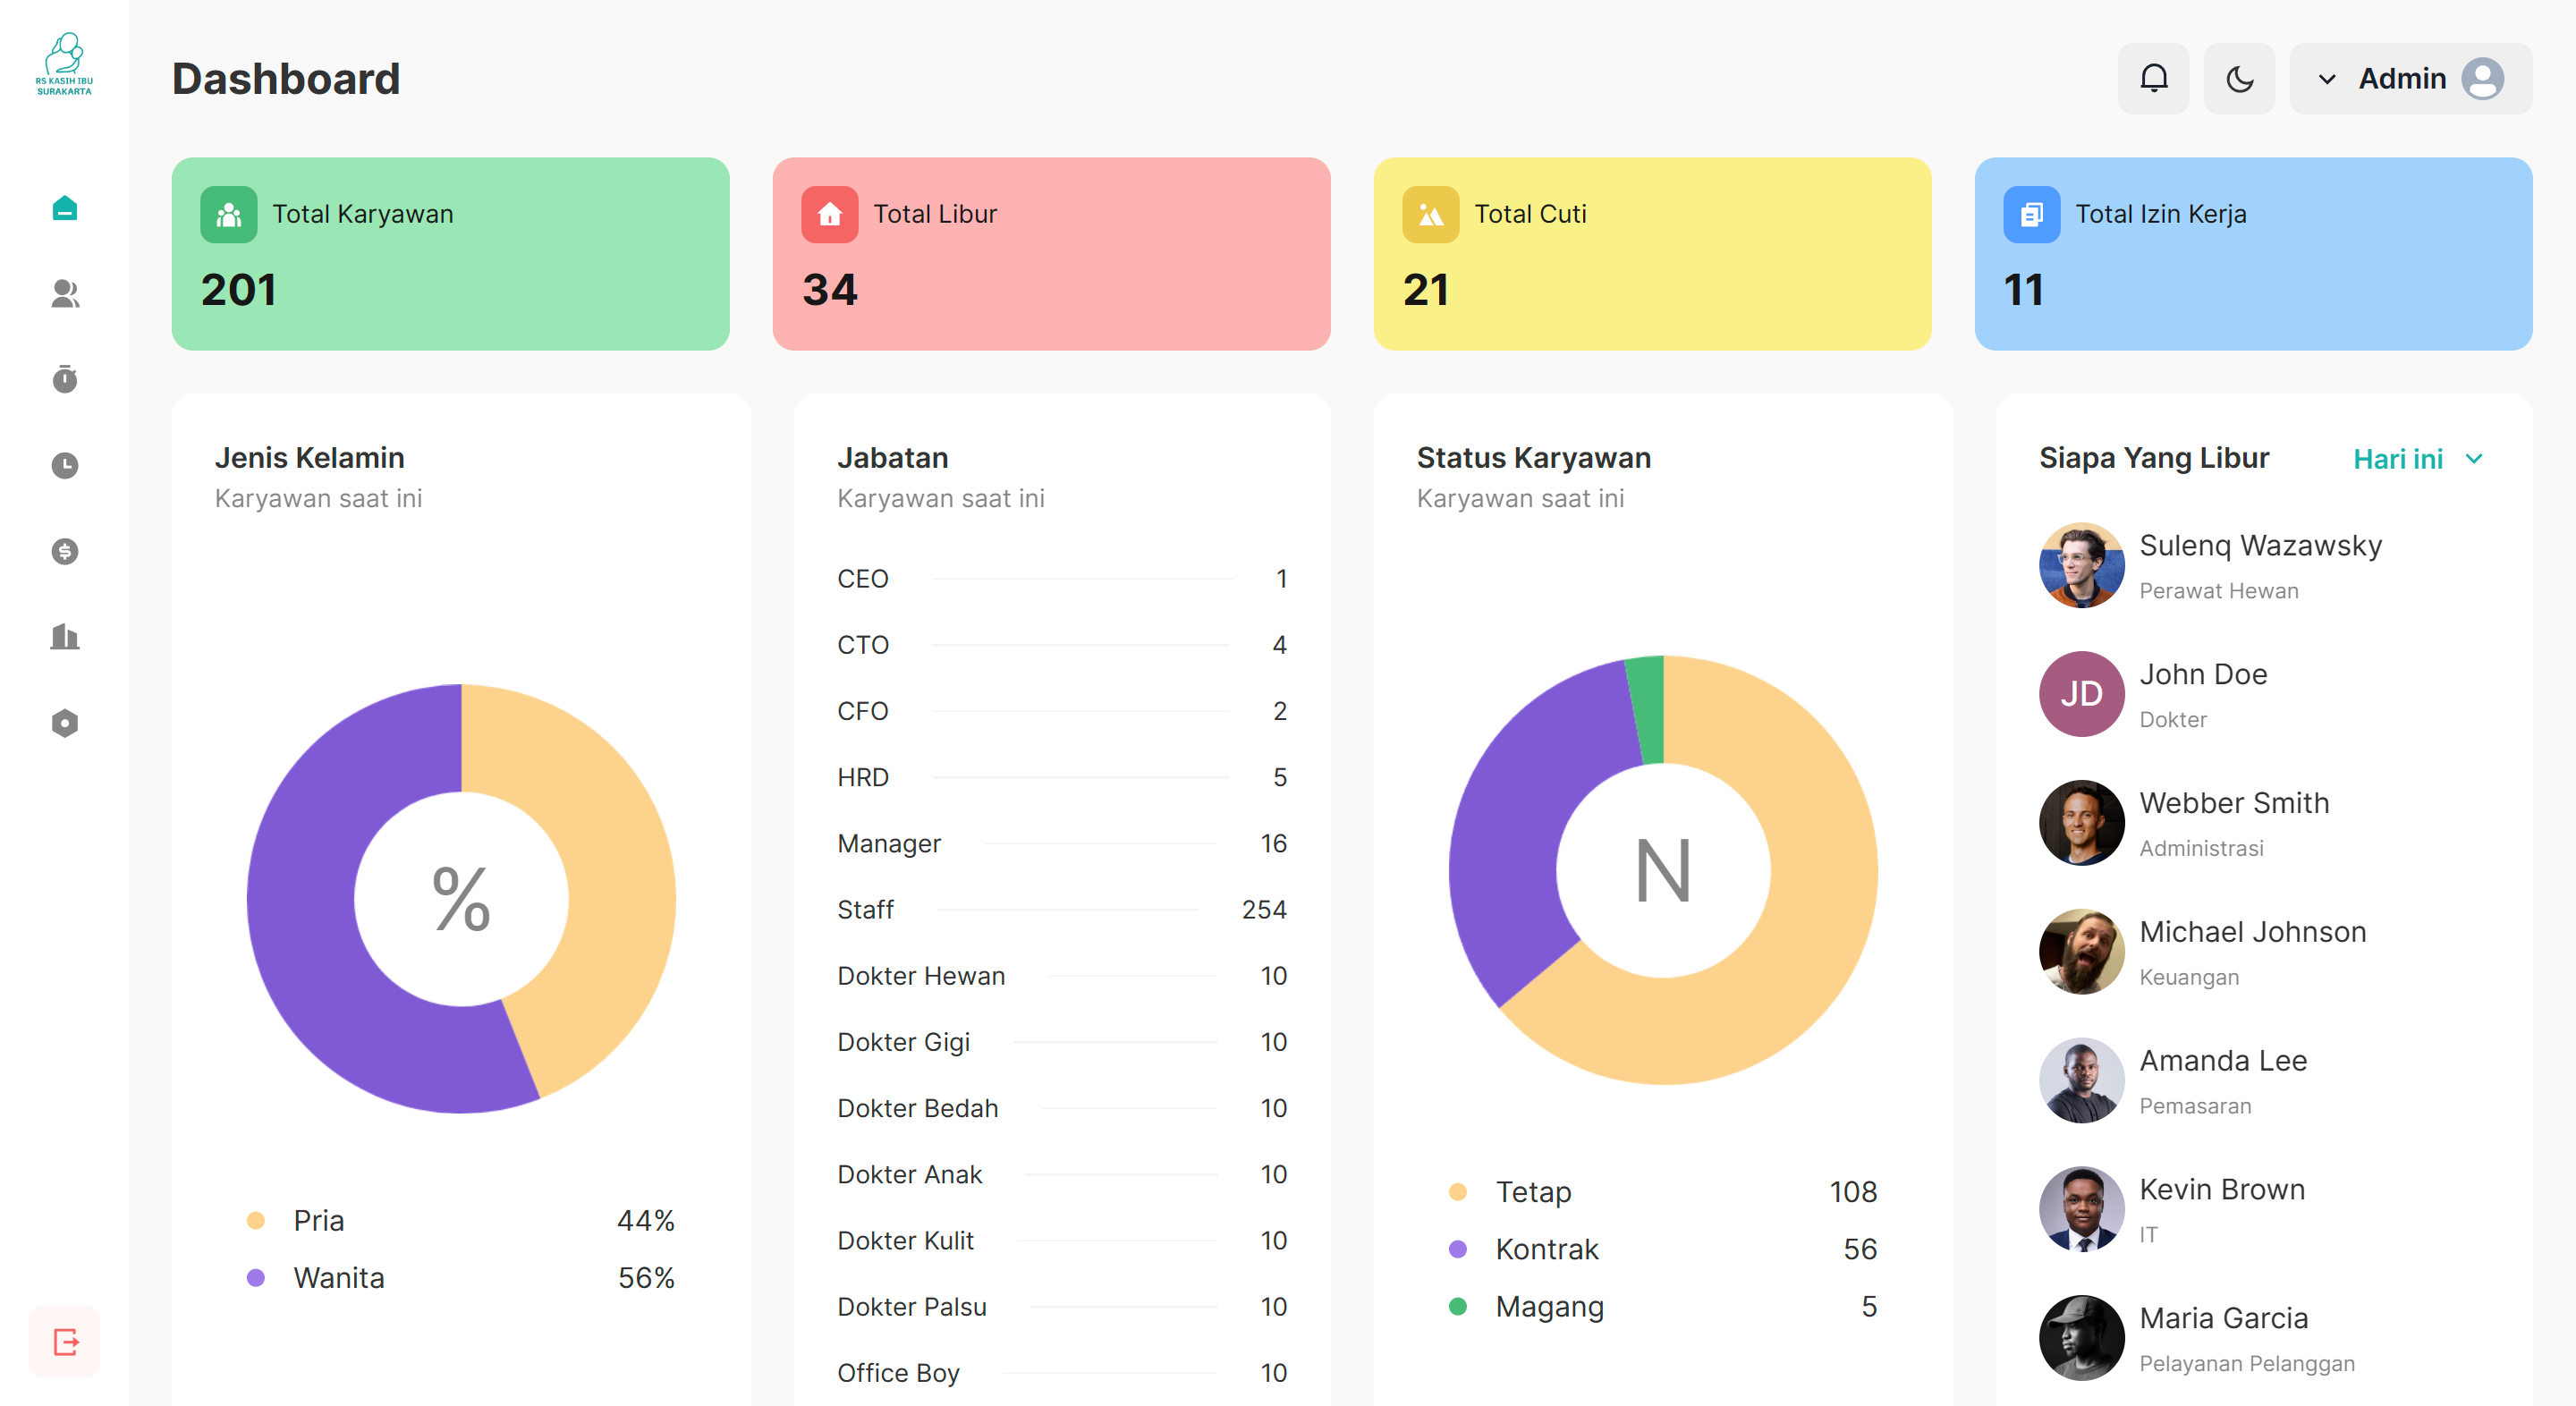 RS KASIH IBU
SURAKARTA
Dashboard
Admin
Total Karyawan
201
Total Libur
34
Total Cuti
21
Total Izin Kerja
11
Jenis Kelamin
Karyawan saat ini
%
Pria 44%
Wanita 56%
Jabatan
Karyawan saat ini
CEO 1
CTO 4
CFO 2
HRD 5
Manager 16
Staff 254
Dokter Hewan 10
Dokter Gigi 10
Dokter Bedah 10
Dokter Anak 10
Dokter Kulit 10
Dokter Palsu 10
Office Boy 10
Status Karyawan
Karyawan saat ini
N
Tetap 108
Kontrak 56
Magang 5
Siapa Yang Libur Hari ini
Sulenq Wazawsky
Perawat Hewan
JD
John Doe
Dokter
Webber Smith
Administrasi
Michael Johnson
Keuangan
Amanda Lee
Pemasaran
Kevin Brown
IT
Maria Garcia
Pelayanan Pelanggan